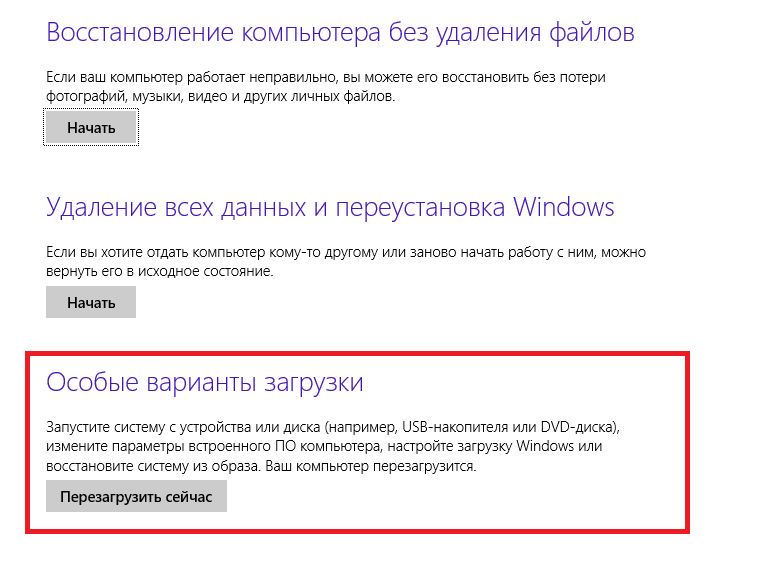 Восстановление компьютера без удаления файлов
Если ваш компьютер работает неправильно, вы можете его восстановить без потери
фотографий, музыки, видео и других личных файлов.
Начать
Удаление всех данных и переустановка Windows
Если вы хотите отдать компьютер кому-то другому или заново начать работу с ним, можно
вернуть его в исходное состояние.
Начать
Особые варианты загрузки
Запустите систему с устройства или диска (например, USB-накопителя или DVD-диска),
измените параметры встроенного ПО компьютера, настройте загрузку Windows или
восстановите систему из образа. Ваш компьютер перезагрузится.
Перезагрузить сейчас